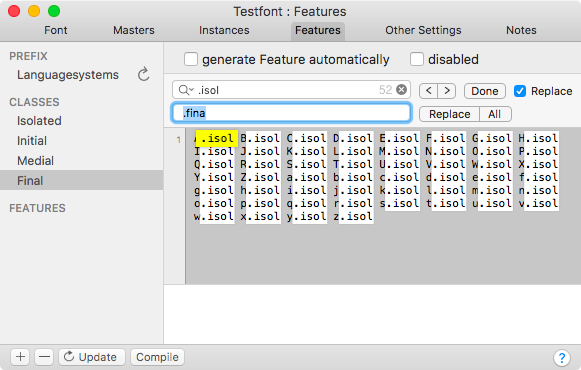 Testfont : Features
Font Masters Instances Features Other Settings Notes
PREFIX
Languagesystems
CLASSES
Isolated
Initial
Medial
Final
FEATURES
generate Feature automatically disabled
.isol 52 < > Done Replace
.fina Replace All
1 A.isol B.isol C.isol D.isol E.isol F.isol G.isol H.isol
I.isol J.isol K.isol L.isol M.isol N.isol O.isol P.isol
Q.isol R.isol S.isol T.isol U.isol V.isol W.isol X.isol
Y.isol Z.isol a.isol b.isol c.isol d.isol e.isol f.isol
g.isol h.isol i.isol j.isol k.isol l.isol m.isol n.isol
o.isol p.isol q.isol r.isol s.isol t.isol u.isol v.isol
w.isol x.isol y.isol z.isol
+ − Update Compile ?